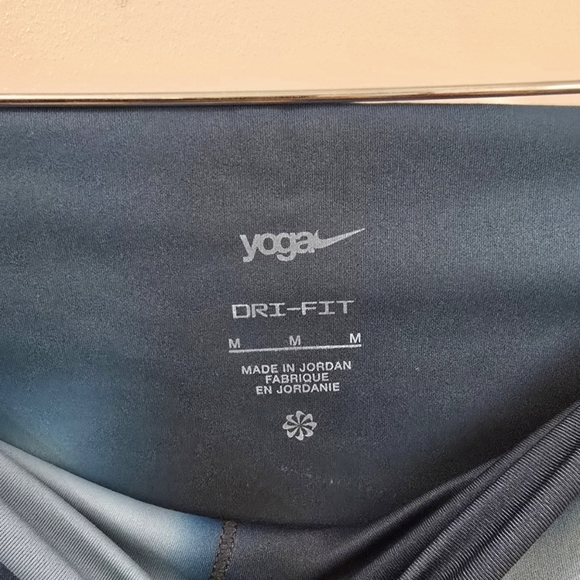 yoga
DRI-FIT
M M M
MADE IN JORDAN
FABRIQUE
EN JORDANIE